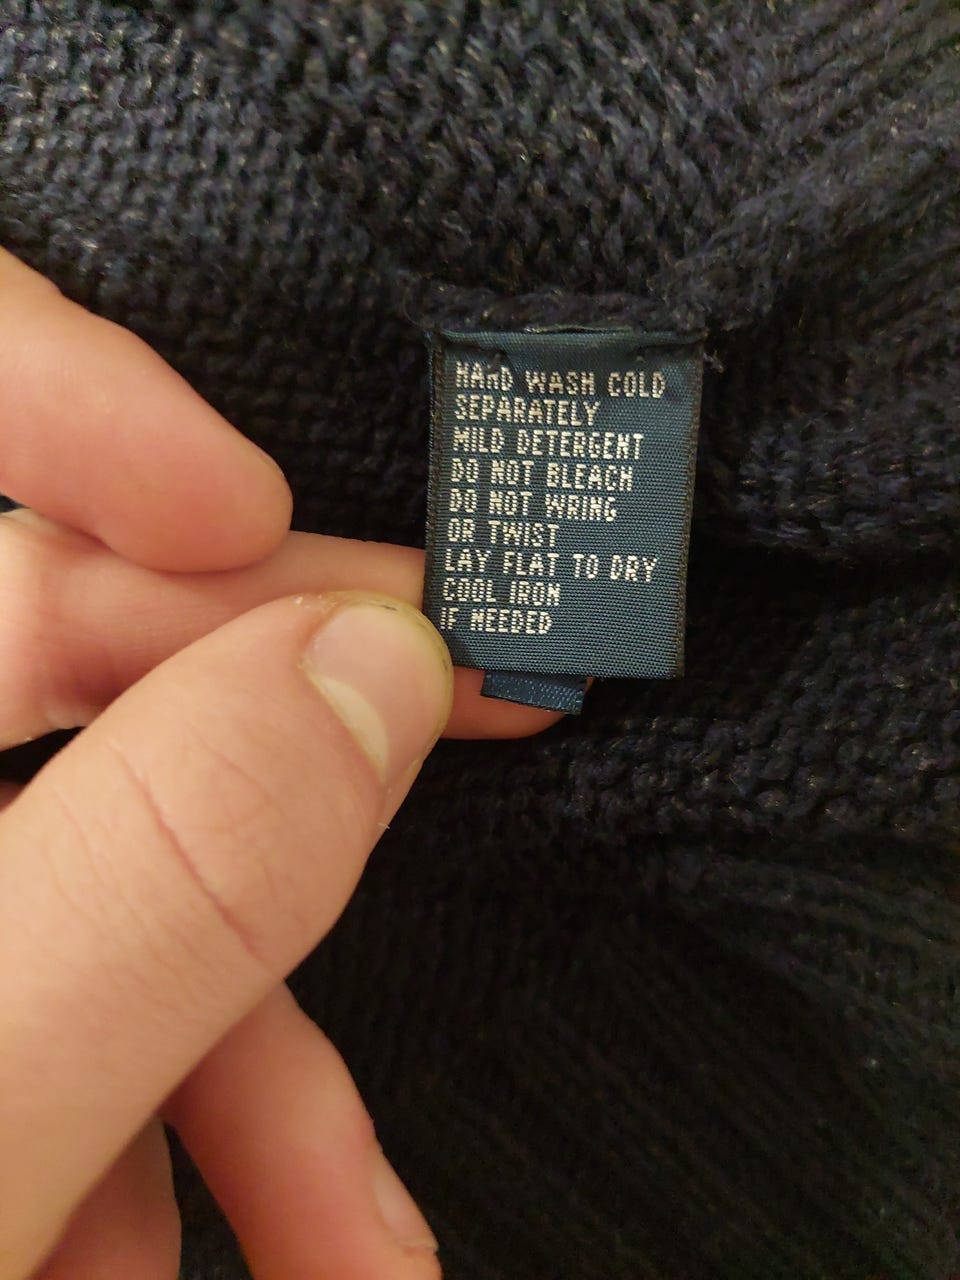 HAND WASH COLD
SEPARATELY
MILD DETERGENT
DO NOT BLEACH
DO NOT WRING
OR TWIST
LAY FLAT TO DRY
COOL IRON
IF NEEDED